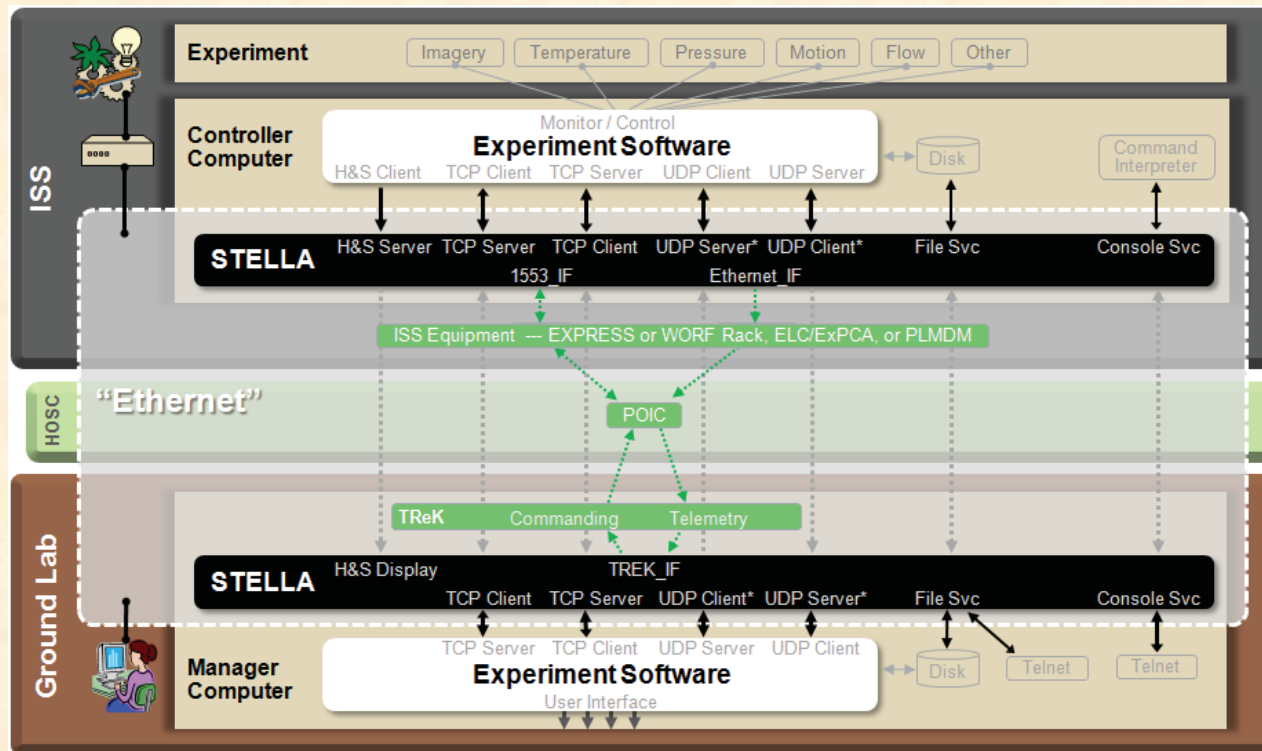 Experiment
Imagery Temperature Pressure Motion Flow Other
ISS
Controller
Computer
Monitor / Control
Experiment Software
H&S Client TCP Client TCP Server UDP Client UDP Server
Disk
Command
Interpreter
STELLA
H&S Server TCP Server TCP Client UDP Server* UDP Client* File Svc Console Svc
1553_IF Ethernet_IF
ISS Equipment --- EXPRESS or WORF Rack, ELC/ExPCA, or PLMDM
HOSC
“Ethernet”
POIC
Ground Lab
TReK Commanding Telemetry
STELLA
H&S Display TREK_IF
TCP Client TCP Server UDP Client* UDP Server* File Svc Console Svc
Manager
Computer
TCP Server TCP Client UDP Server UDP Client
Experiment Software
User Interface
Disk Telnet Telnet